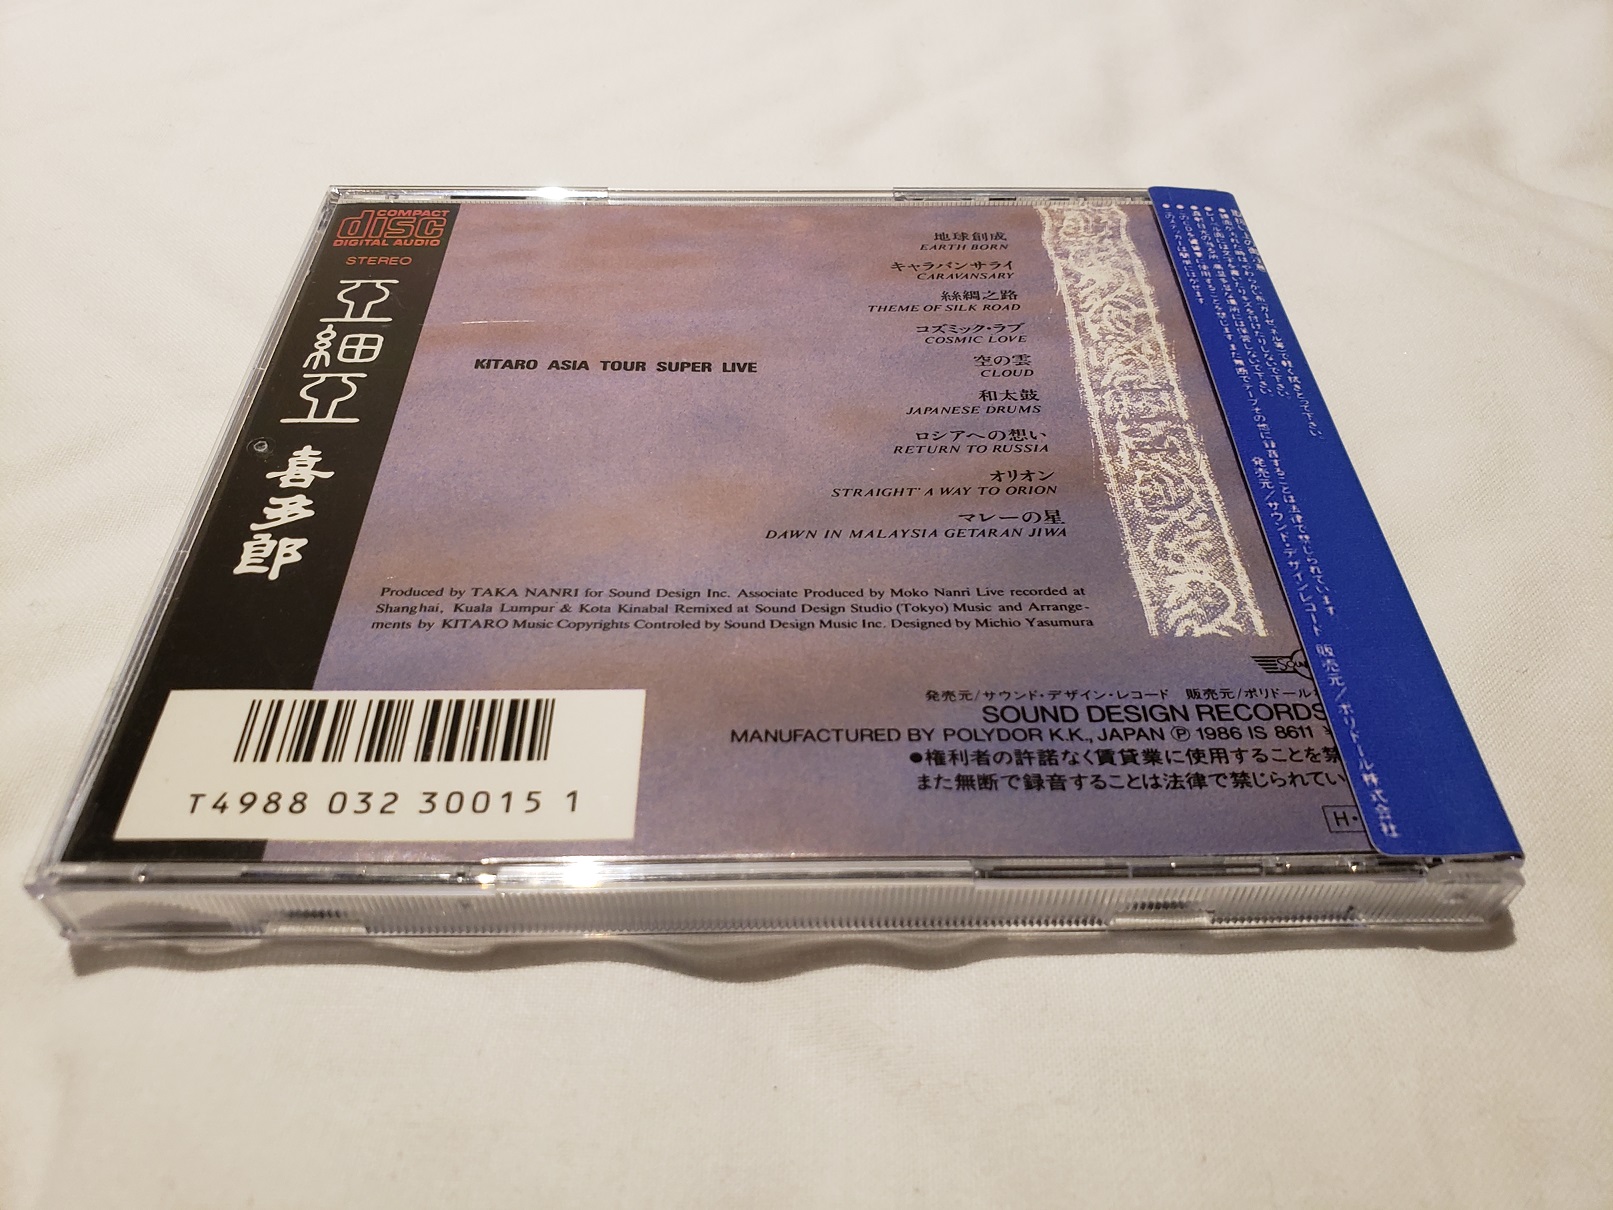 COMPACT
disc
DIGITAL AUDIO
STEREO
亞細亞
喜多郎
KITARO ASIA TOUR SUPER LIVE
地球創成
EARTH BORN
キャラバンサライ
CARAVANSARY
絲綢之路
THEME OF SILK ROAD
コズミック・ラブ
COSMIC LOVE
空の雲
CLOUD
和太鼓
JAPANESE DRUMS
ロシアへの想い
RETURN TO RUSSIA
オリオン
STRAIGHT' A WAY TO ORION
マレーの星
DAWN IN MALAYSIA GETARAN JIWA
Produced by TAKA NANRI for Sound Design Inc. Associate Produced by Moko Nanri Live recorded at
Shanghai, Kuala Lumpur & Kota Kinabal Remixed at Sound Design Studio (Tokyo) Music and Arrange-
ments by KITARO Music Copyrights Controled by Sound Design Music Inc. Designed by Michio Yasumura
発売元/サウンド・デザイン・レコード 販売元/ポリドール
SOUND DESIGN RECORDS
MANUFACTURED BY POLYDOR K.K., JAPAN Ⓟ 1986 IS 8611
●権利者の許諾なく賃貸業に使用することを禁
また無断で録音することは法律で禁じられてい
H・
T4988 032 30015 1
発売元/サウンド・デザインレコード 販売元/ポリドール株式会社